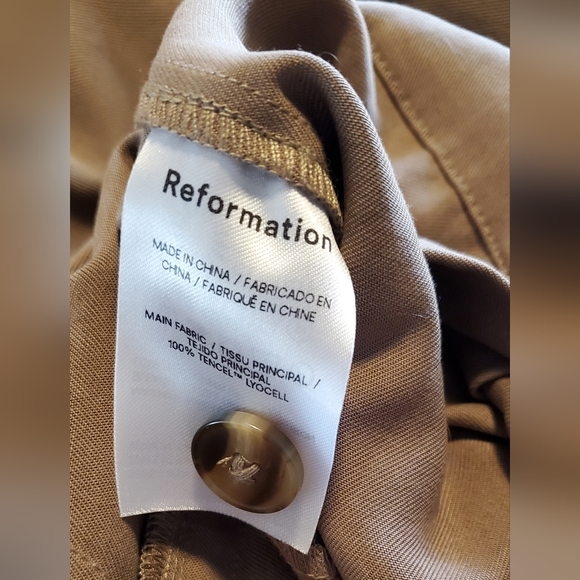 Reformation
MADE IN CHINA / FABRICADO EN
CHINA / FABRIQUÉ EN CHINE
MAIN FABRIC / TISSU PRINCIPAL /
TEJIDO PRINCIPAL
100% TENCEL™ LYOCELL